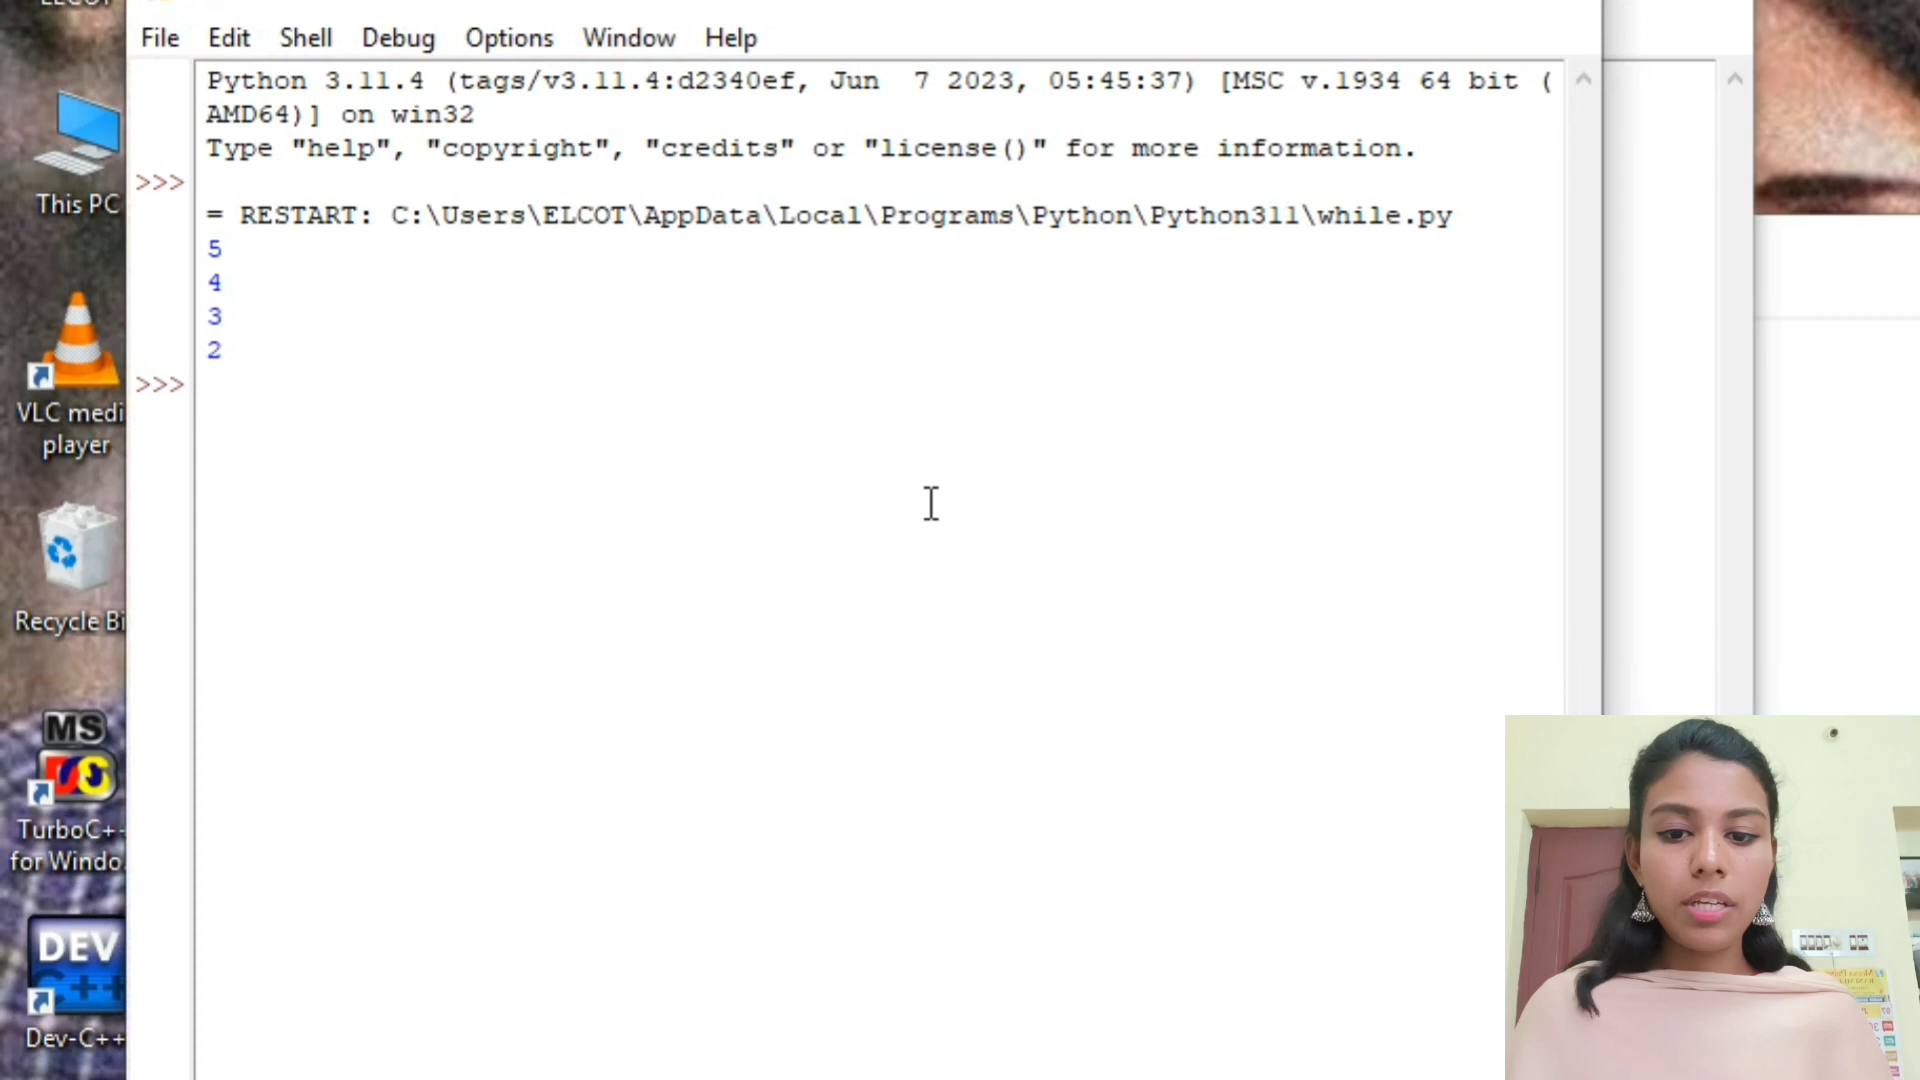 ELCOT
File Edit Shell Debug Options Window Help
Python 3.11.4 (tags/v3.11.4:d2340ef, Jun  7 2023, 05:45:37) [MSC v.1934 64 bit (
AMD64)] on win32
Type "help", "copyright", "credits" or "license()" for more information.
>>>
= RESTART: C:\Users\ELCOT\AppData\Local\Programs\Python\Python311\while.py
5
4
3
2
>>>
This PC
VLC medi
player
Recycle Bi
MS
TurboC+
for Windo
DEV
C++
Dev-C++